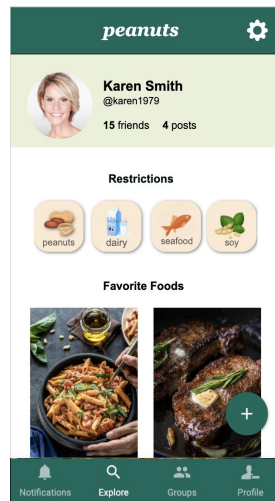 peanuts
Karen Smith
@karen1979
15 friends 4 posts
Restrictions
peanuts dairy seafood soy
Favorite Foods
+
Notifications Explore Groups Profile